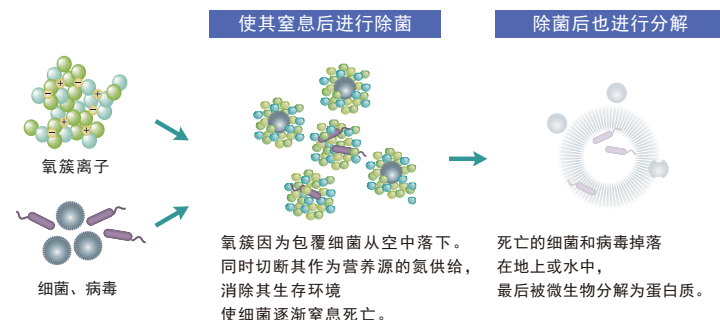 使其窒息后进行除菌
除菌后也进行分解
氧簇离子
细菌、病毒
氧簇因为包覆细菌从空中落下。
同时切断其作为营养源的氮供给，
消除其生存环境
使细菌逐渐窒息死亡。
死亡的细菌和病毒掉落
在地上或水中，
最后被微生物分解为蛋白质。